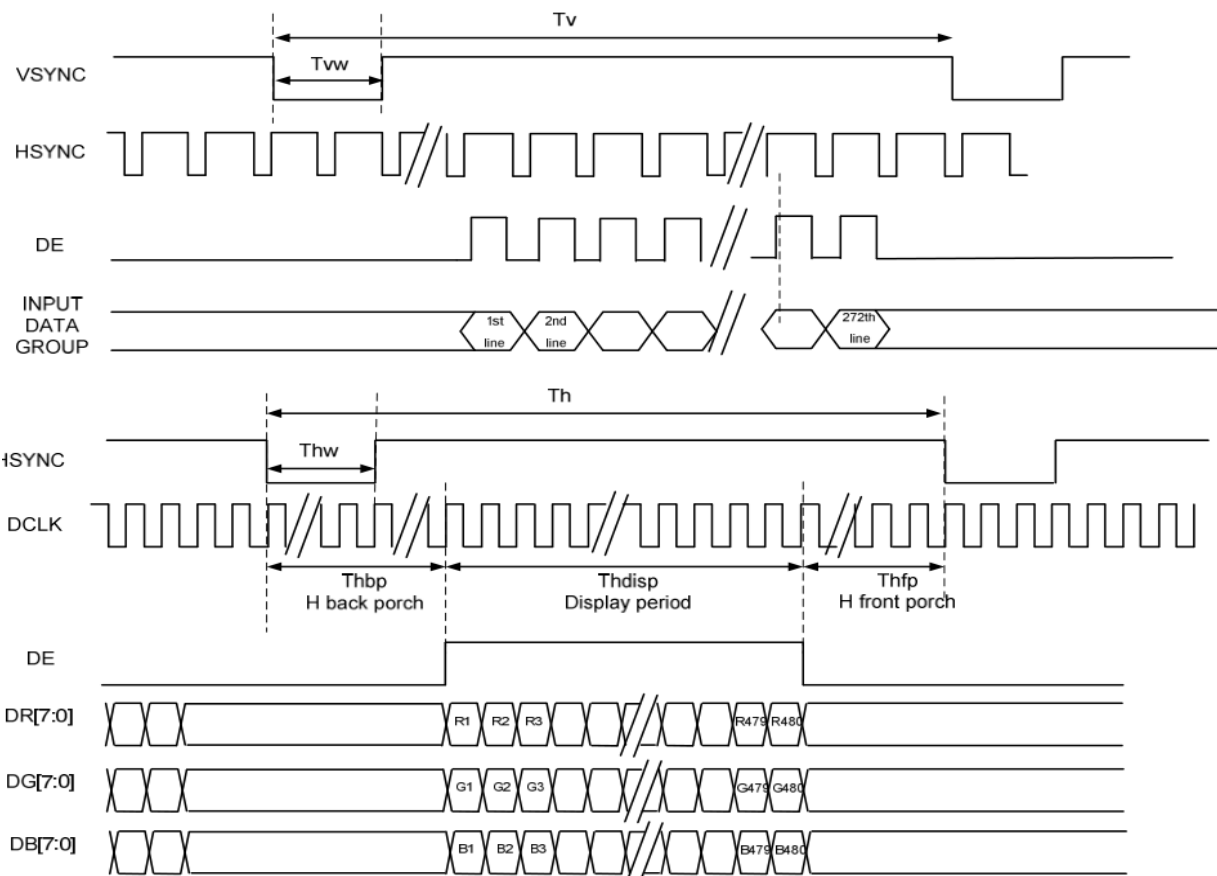 Tv
VSYNC
Tvw
HSYNC
DE
INPUT
DATA
GROUP
1st
line
2nd
line
272th
line
Th
HSYNC
Thw
DCLK
Thbp
H back porch
Thdisp
Display period
Thfp
H front porch
DE
DR[7:0]
R1 R2 R3 R479 R480
DG[7:0]
G1 G2 G3 G479 G480
DB[7:0]
B1 B2 B3 B479 B480